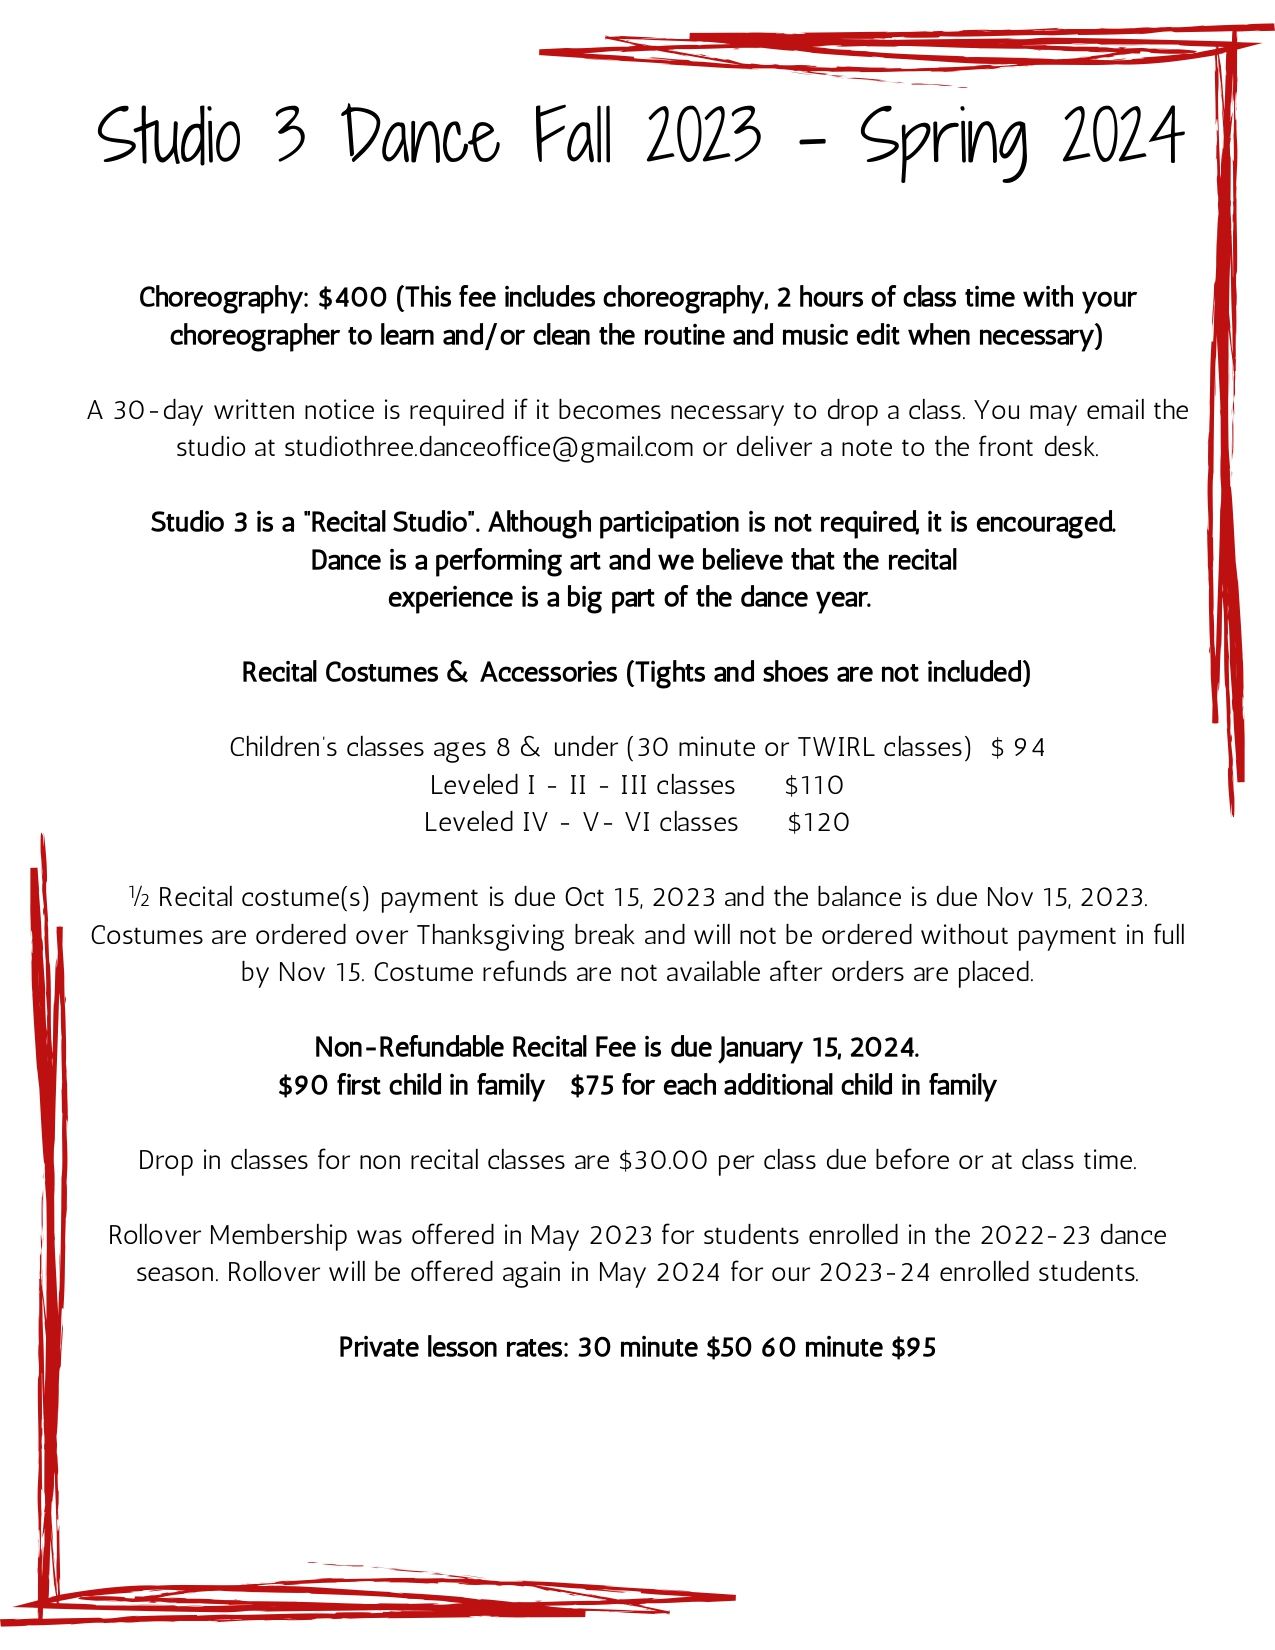 Studio 3 Dance Fall 2023 - Spring 2024
Choreography: $400 (This fee includes choreography, 2 hours of class time with your
choreographer to learn and/or clean the routine and music edit when necessary)
A 30-day written notice is required if it becomes necessary to drop a class. You may email the
studio at studiothree.danceoffice@gmail.com or deliver a note to the front desk.
Studio 3 is a "Recital Studio". Although participation is not required, it is encouraged.
Dance is a performing art and we believe that the recital
experience is a big part of the dance year.
Recital Costumes & Accessories (Tights and shoes are not included)
Children's classes ages 8 & under (30 minute or TWIRL classes) $ 94
Leveled I - II - III classes $110
Leveled IV - V- VI classes $120
½ Recital costume(s) payment is due Oct 15, 2023 and the balance is due Nov 15, 2023.
Costumes are ordered over Thanksgiving break and will not be ordered without payment in full
by Nov 15. Costume refunds are not available after orders are placed.
Non-Refundable Recital Fee is due January 15, 2024.
$90 first child in family $75 for each additional child in family
Drop in classes for non recital classes are $30.00 per class due before or at class time.
Rollover Membership was offered in May 2023 for students enrolled in the 2022-23 dance
season. Rollover will be offered again in May 2024 for our 2023-24 enrolled students.
Private lesson rates: 30 minute $50 60 minute $95